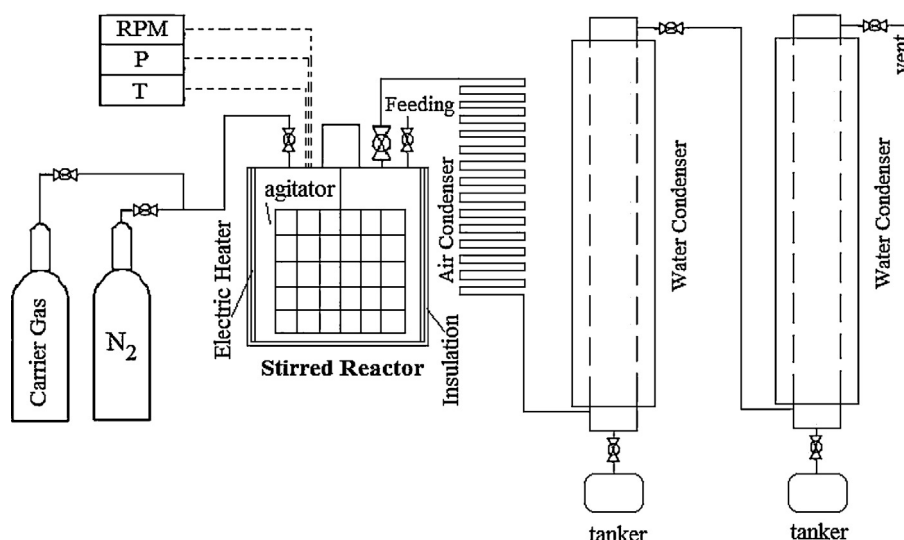 RPM
P
T
Feeding
vent
agitator
Electric Heater
Air Condenser
Water Condenser
Water Condenser
Carrier Gas
N₂
Insulation
Stirred Reactor
tanker
tanker